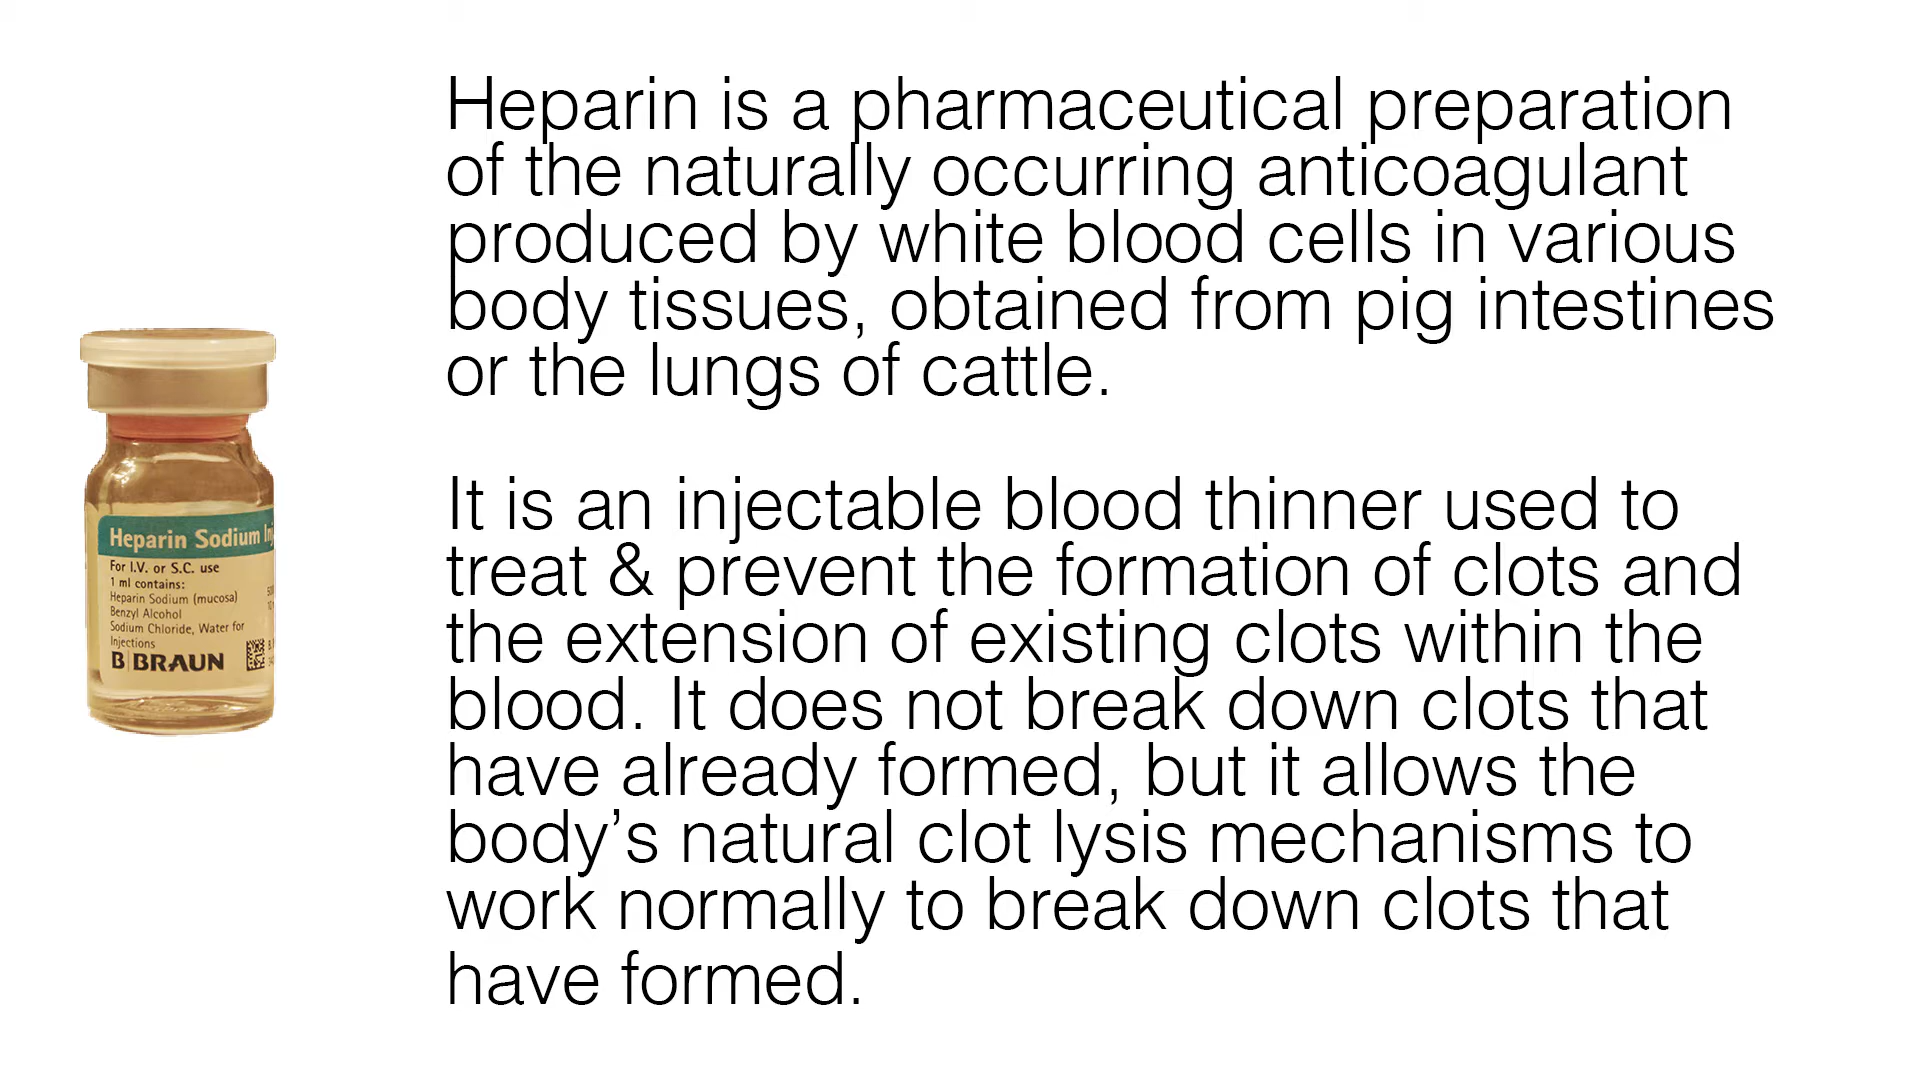 Heparin is a pharmaceutical preparation
of the naturally occurring anticoagulant
produced by white blood cells in various
body tissues, obtained from pig intestines
or the lungs of cattle.
It is an injectable blood thinner used to
treat & prevent the formation of clots and
the extension of existing clots within the
blood. It does not break down clots that
have already formed, but it allows the
body’s natural clot lysis mechanisms to
work normally to break down clots that
have formed.
Heparin Sodium Inj
For I.V. or S.C. use
1 ml contains:
Heparin Sodium (mucosa)
Benzyl Alcohol
Sodium Chloride, Water for
Injections
B BRAUN